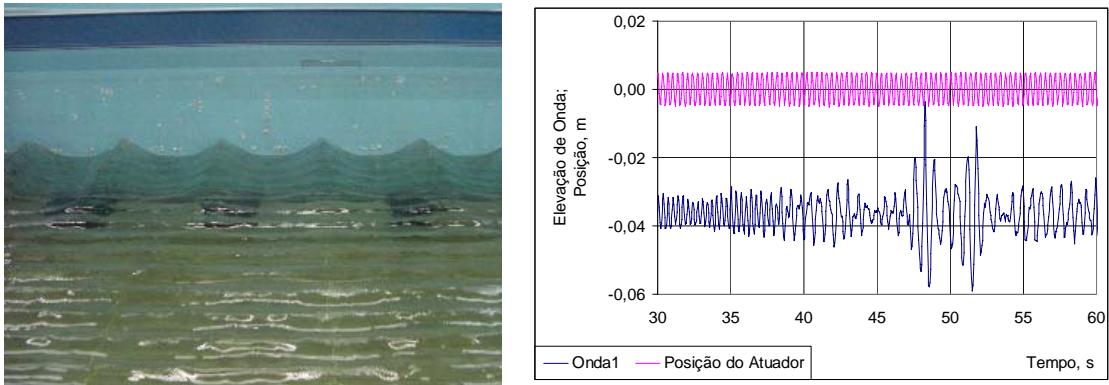 0,02
0,00
-0,02
-0,04
-0,06
Elevação de Onda;
Posição, m
30 35 40 45 50 55 60
Onda1 Posição do Atuador Tempo, s